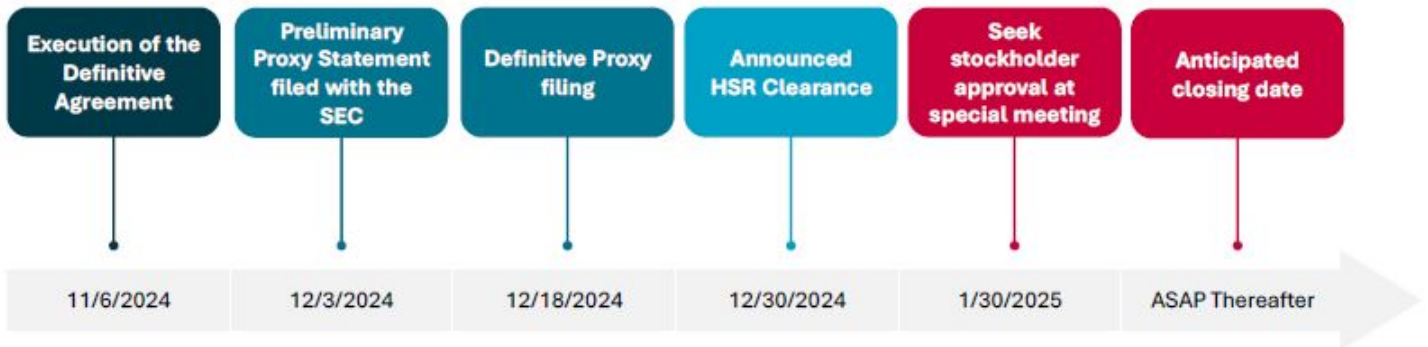 Execution of the
Definitive
Agreement
Preliminary
Proxy Statement
filed with the
SEC
Definitive Proxy
filing
Announced
HSR Clearance
Seek
stockholder
approval at
special meeting
Anticipated
closing date
11/6/2024
12/3/2024
12/18/2024
12/30/2024
1/30/2025
ASAP Thereafter